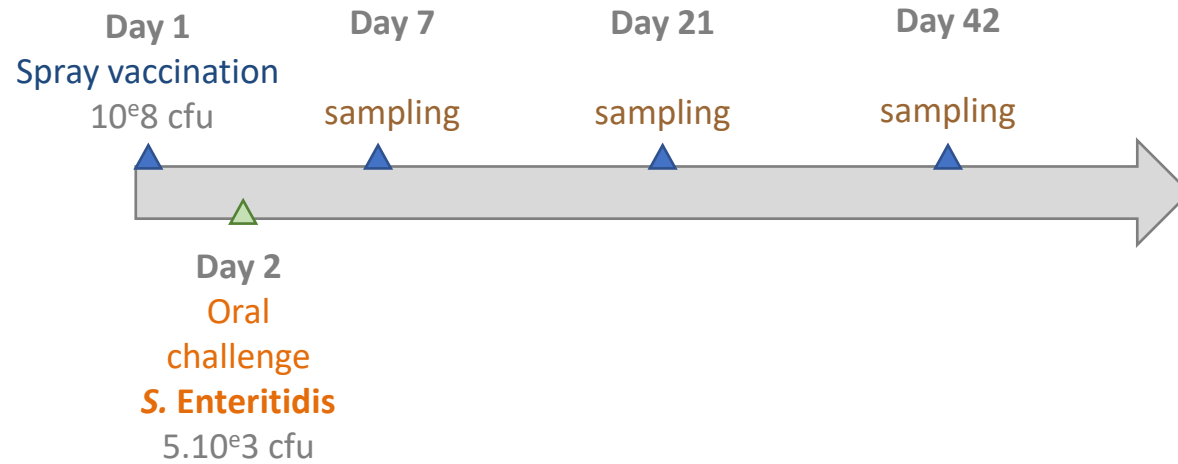 Day 1
Spray vaccination
10ᵉ8 cfu
Day 7
sampling
Day 21
sampling
Day 42
sampling
Day 2
Oral
challenge
S. Enteritidis
5.10ᵉ3 cfu